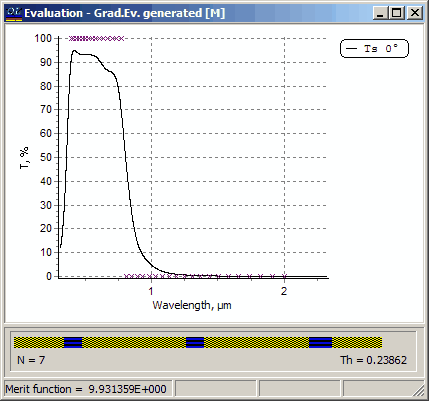 OL Evaluation - Grad.Ev. generated [M]
100
90
80
70
60
50
40
30
20
10
0
T, %
1
2
Wavelength, µm
Ts 0°
N = 7
Th = 0.23862
Merit function = 9.931359E+000